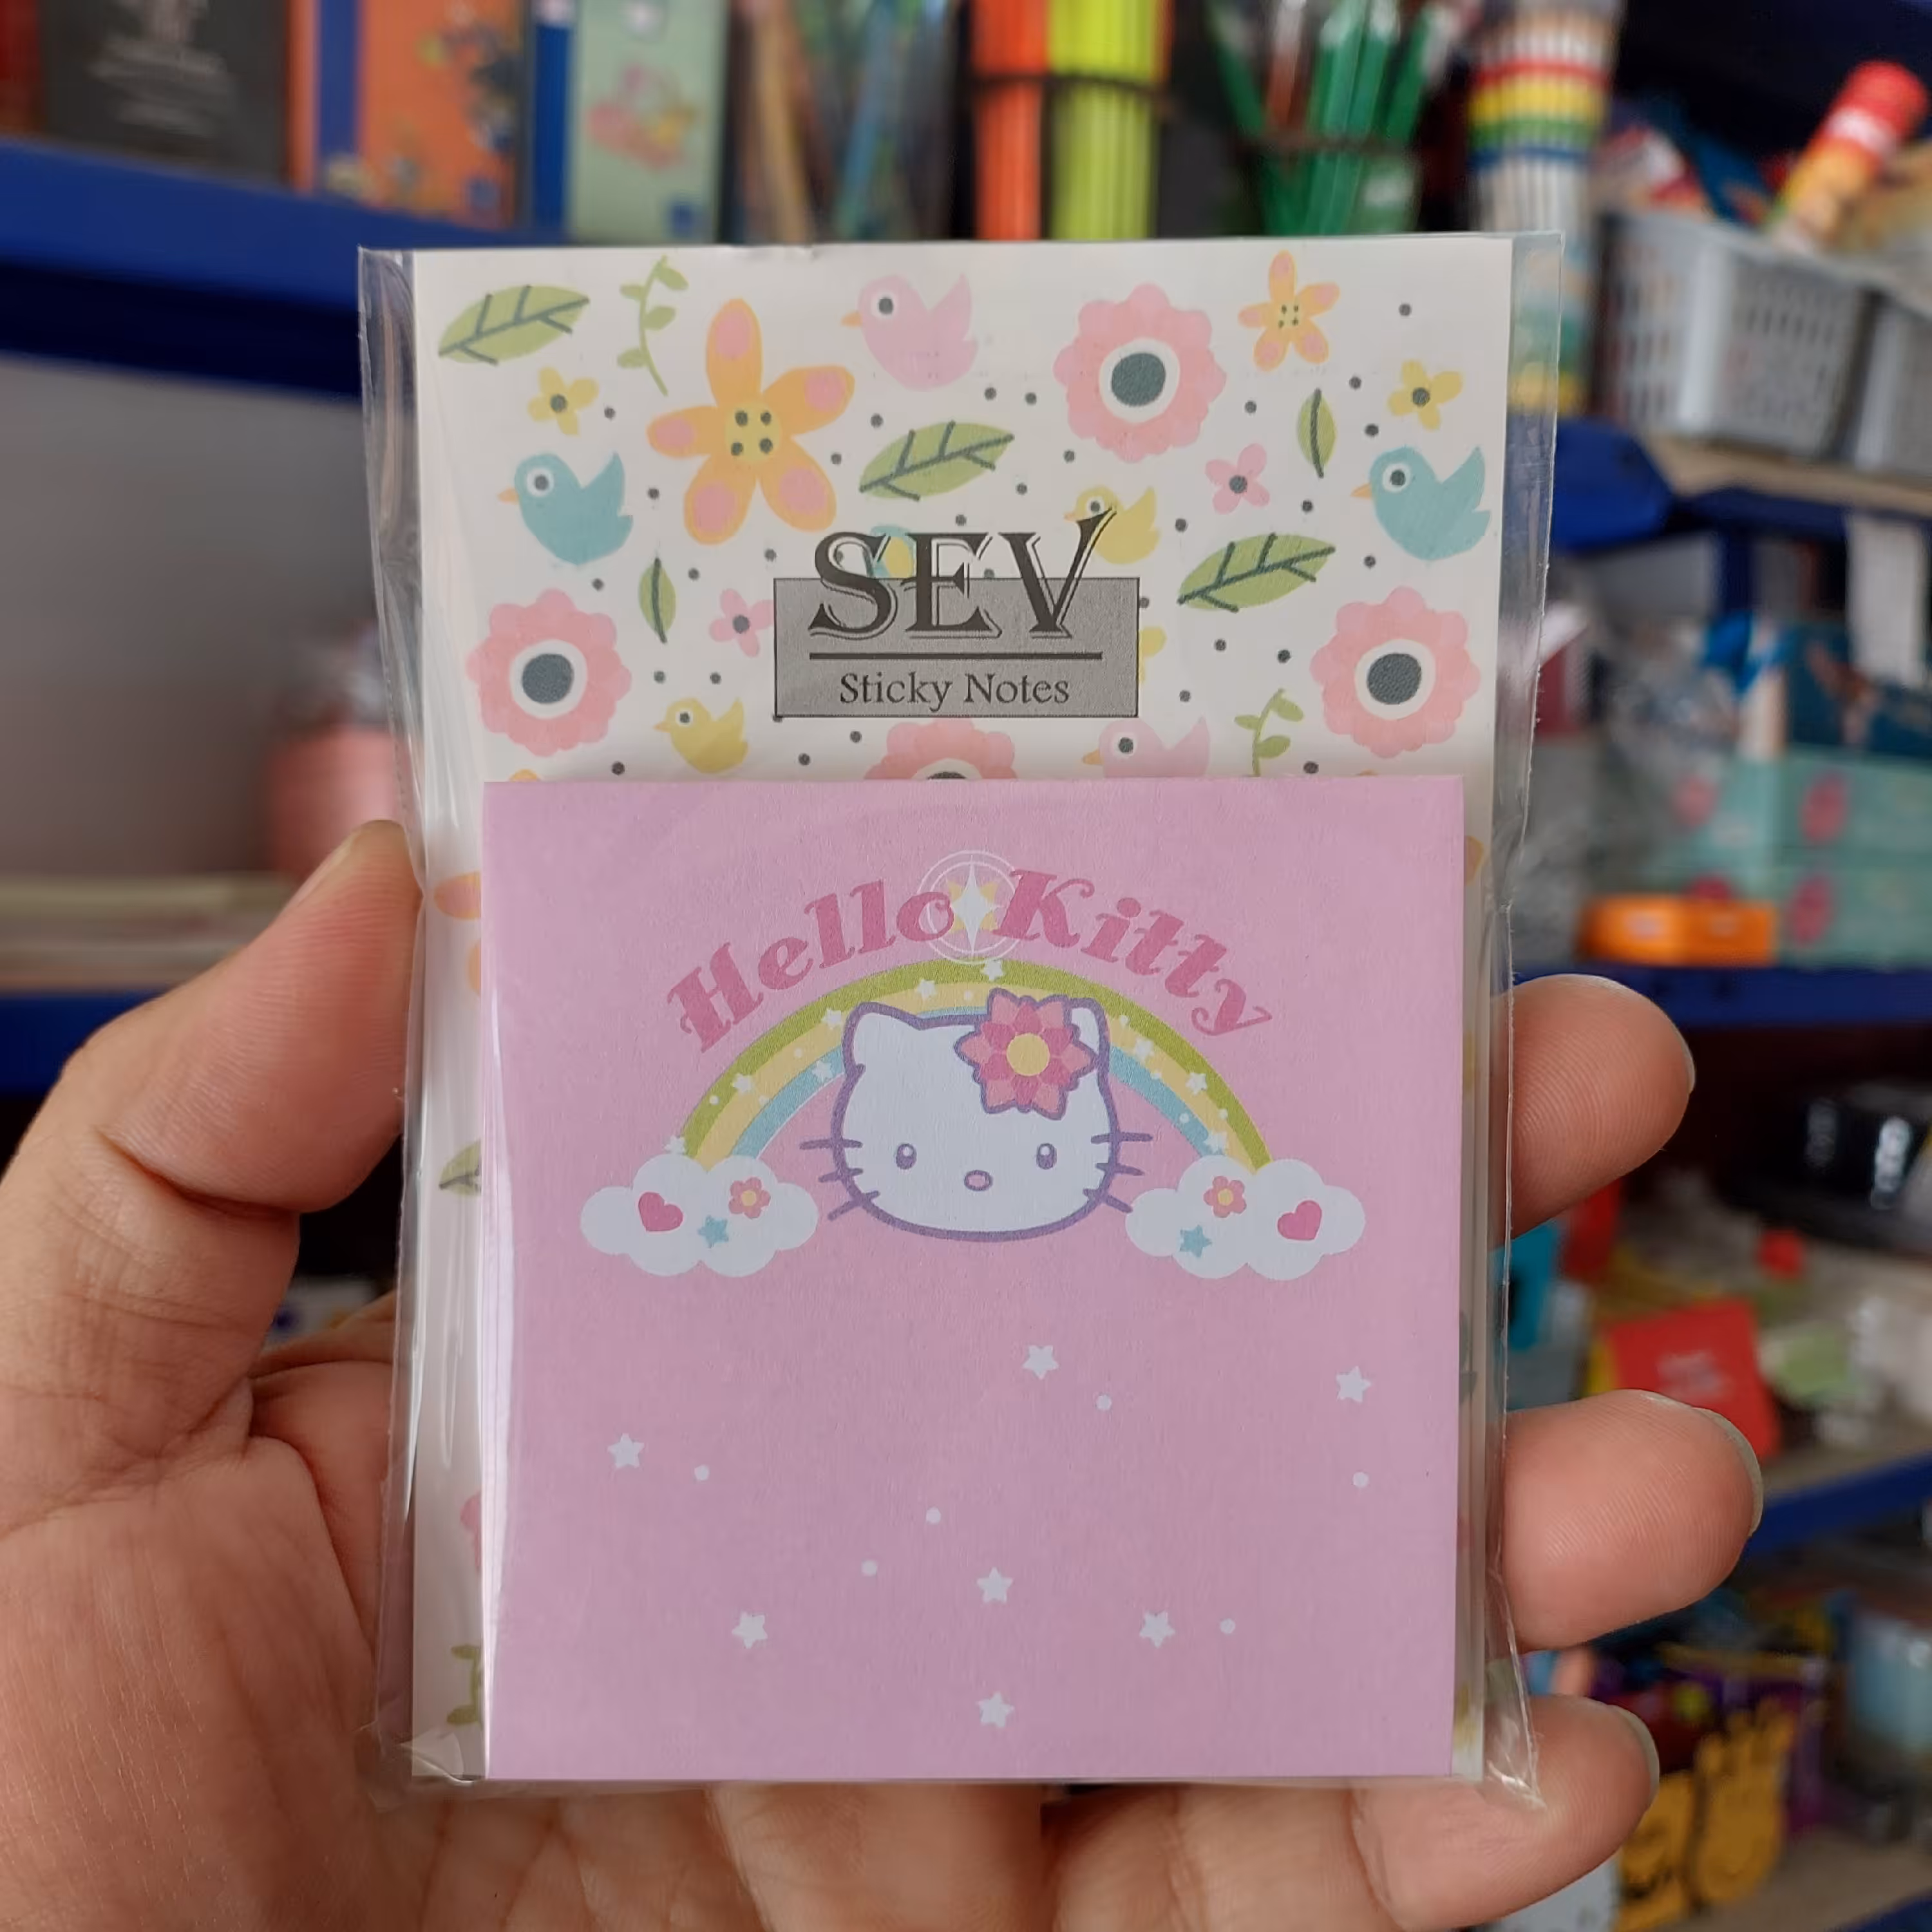 SEV
Sticky Notes
Hello Kitty